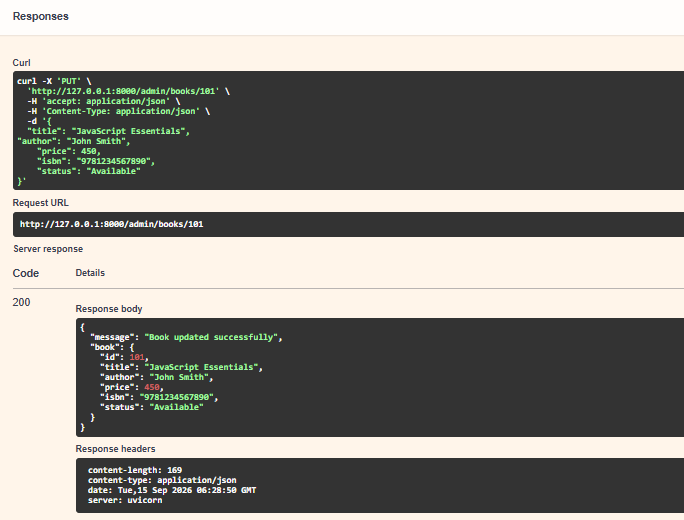 Responses
Curl
curl -X 'PUT' \
  'http://127.0.0.1:8000/admin/books/101' \
  -H 'accept: application/json' \
  -H 'Content-Type: application/json' \
  -d '{
  "title": "JavaScript Essentials",
"author": "John Smith",
    "price": 450,
    "isbn": "9781234567890",
    "status": "Available"
}'
Request URL
http://127.0.0.1:8000/admin/books/101
Server response
Code Details
200
Response body
{
  "message": "Book updated successfully",
  "book": {
    "id": 101,
    "title": "JavaScript Essentials",
    "author": "John Smith",
    "price": 450,
    "isbn": "9781234567890",
    "status": "Available"
  }
}
Response headers
content-length: 169
content-type: application/json
date: Tue,15 Sep 2026 06:28:50 GMT
server: uvicorn